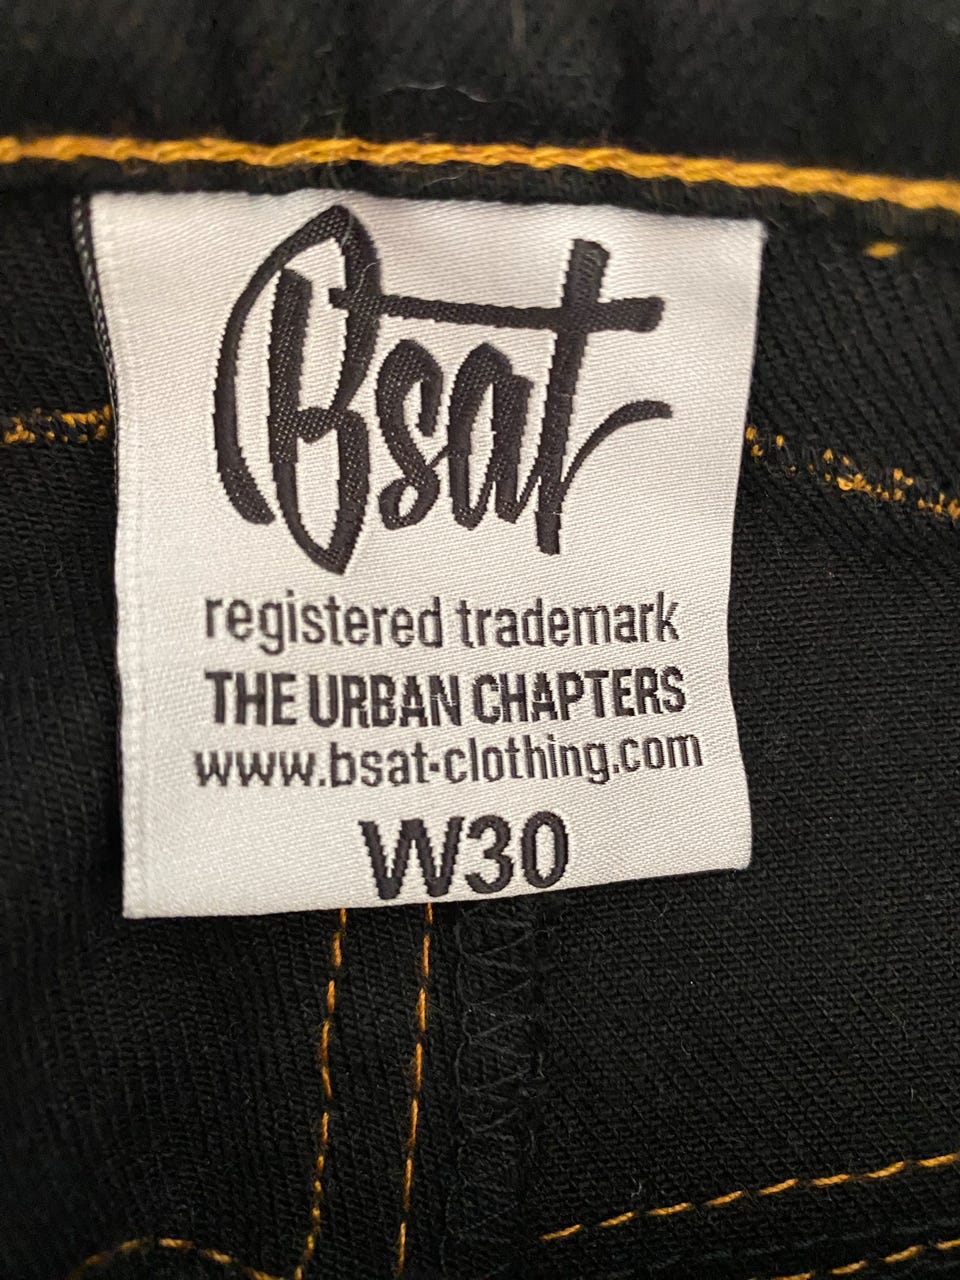 Bsat
registered trademark
THE URBAN CHAPTERS
www.bsat-clothing.com
W30